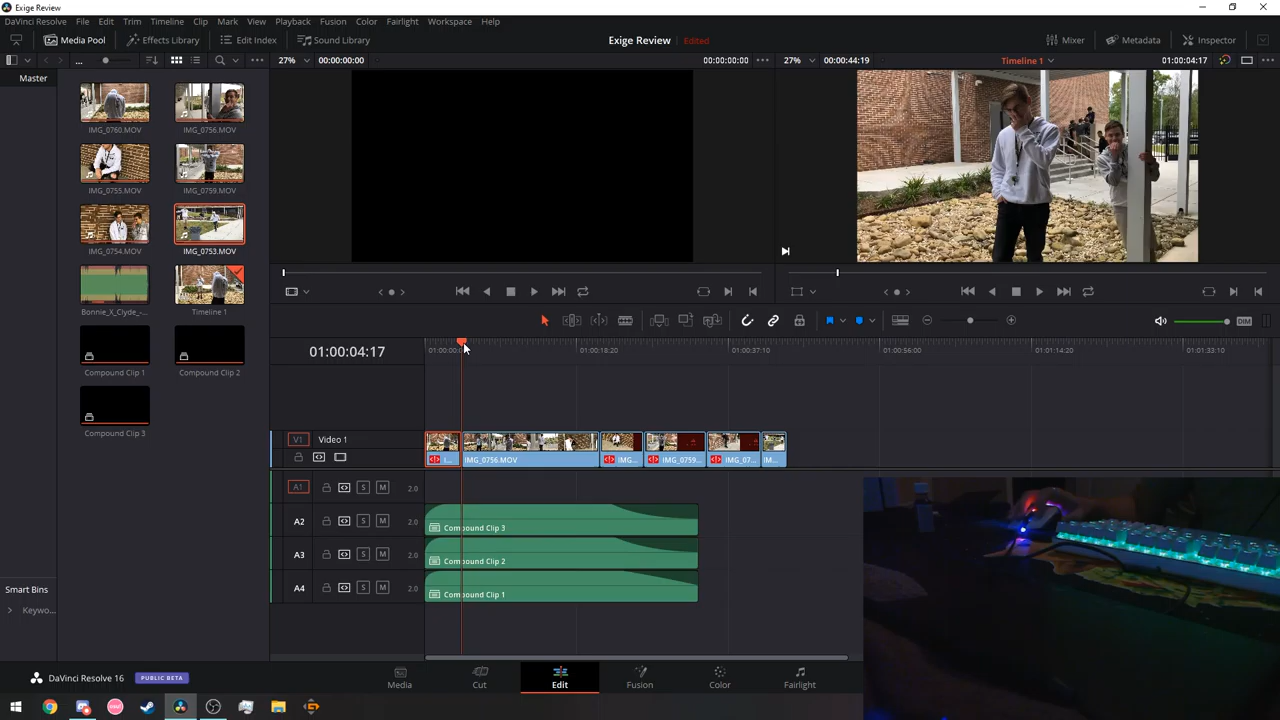 Exige Review
DaVinci Resolve File Edit Trim Timeline Clip Mark View Playback Fusion Color Fairlight Workspace Help
Media Pool Effects Library Edit Index Sound Library Exige Review Edited Mixer Metadata Inspector
... 27% 00:00:00:00 00:00:00:00 27% 00:00:44:19 Timeline 1 01:00:04:17
Master
IMG_0760.MOV IMG_0756.MOV
IMG_0755.MOV IMG_0759.MOV
IMG_0754.MOV IMG_0753.MOV
Bonnie_X_Clyde_-... Timeline 1
Compound Clip 1 Compound Clip 2
Compound Clip 3
DIM
01:00:04:17 01:00:18:20 01:00:37:10 01:00:56:00 01:01:14:20 01:01:33:10
V1 Video 1
I... IMG_0756.MOV IMG... IMG_0759... IMG_07... IM...
A1 S M 2.0
A2 S M 2.0 Compound Clip 3
A3 S M 2.0 Compound Clip 2
A4 S M 2.0 Compound Clip 1
Smart Bins
Keywo...
DaVinci Resolve 16 PUBLIC BETA Media Cut Edit Fusion Color Fairlight